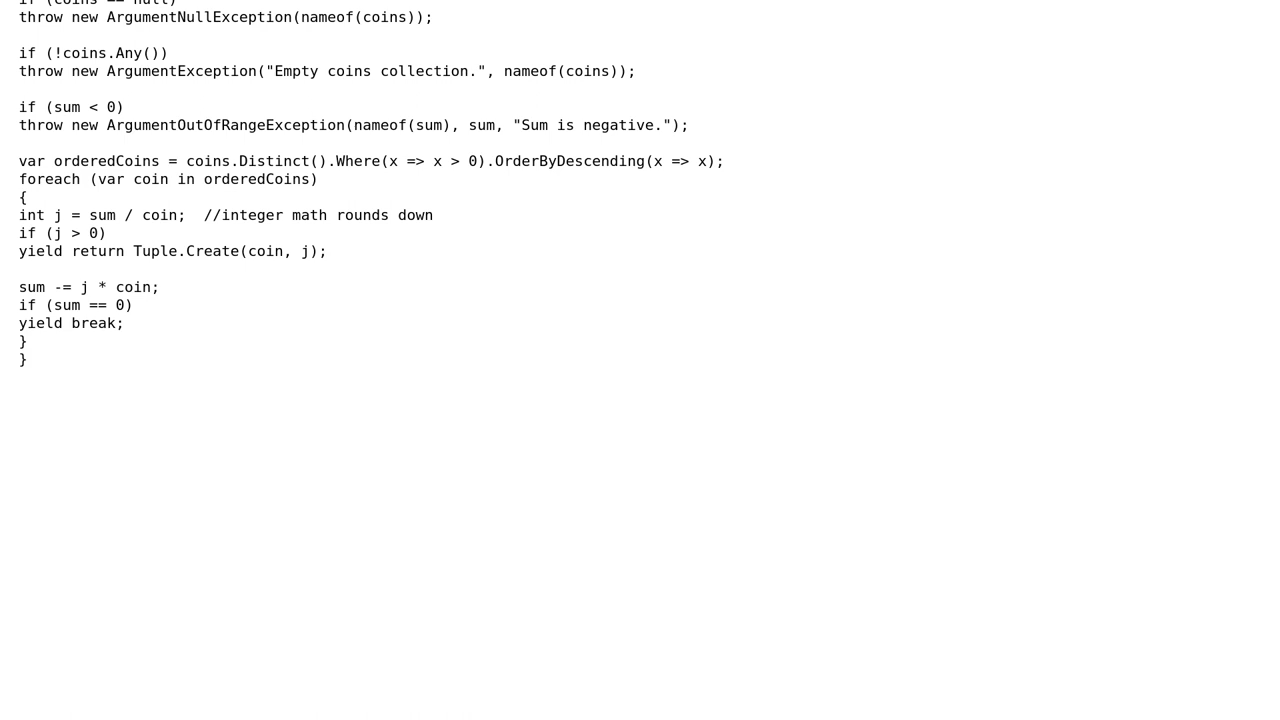 if (coins == null)
throw new ArgumentNullException(nameof(coins));

if (!coins.Any())
throw new ArgumentException("Empty coins collection.", nameof(coins));

if (sum < 0)
throw new ArgumentOutOfRangeException(nameof(sum), sum, "Sum is negative.");

var orderedCoins = coins.Distinct().Where(x => x > 0).OrderByDescending(x => x);
foreach (var coin in orderedCoins)
{
int j = sum / coin;  //integer math rounds down
if (j > 0)
yield return Tuple.Create(coin, j);

sum -= j * coin;
if (sum == 0)
yield break;
}
}